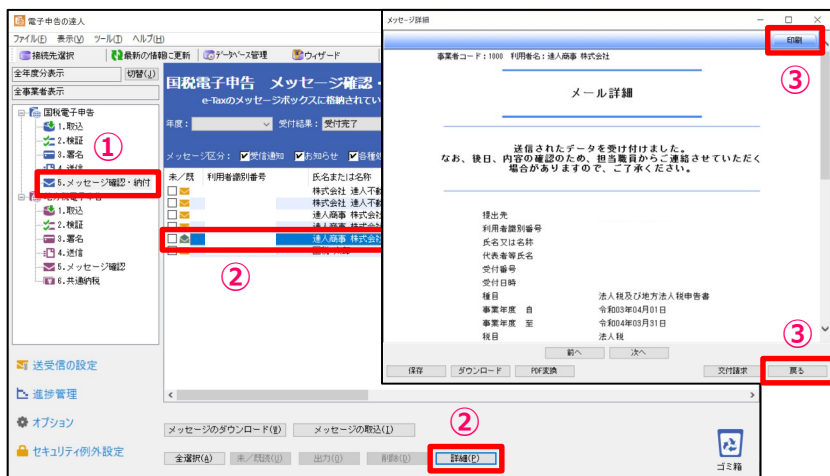 電子申告の達人
ファイル(F) 表示(V) ツール(T) ヘルプ(H)
接続先選択 最新の情報に更新 データベース管理 ウィザード
全年度分表示 切替(J)
全事業者表示
国税電子申告
1.取込
2.検証
3.署名
4.送信
5.メッセージ確認・納付
1.取込
2.検証
3.署名
4.送信
5.メッセージ確認
6.共通納税
①
送受信の設定
進捗管理
オプション
セキュリティ例外設定
国税電子申告 メッセージ確認・
e-Taxのメッセージボックスに格納されてい
年度： 受付結果： 受付完了
メッセージ区分： 受信通知 お知らせ 各種
未/既 利用者識別番号 氏名または名称
株式会社 達人不動
株式会社 達人不動
達人商事 株式会社
達人商事 株式会社
達人商事 株式会社
②
メッセージのダウンロード(W) メッセージの取込(I)
②
全選択(A) 未/既読(U) 出力(O) 削除(D) 詳細(P)
ゴミ箱
メッセージ詳細
印刷
③
事業者コード：1000 利用者名：達人商事 株式会社
メール詳細
送信されたデータを受け付けました。
なお、後日、内容の確認のため、担当職員からご連絡させていただく
場合がありますので、ご了承ください。
提出先
利用者識別番号
氏名又は名称
代表者等氏名
受付番号
受付日時
種目 法人税及び地方法人税申告書
事業年度 自 令和03年04月01日
事業年度 至 令和04年03月31日
税目 法人税
前へ 次へ
③
保存 ダウンロード PDF変換 交付請求 戻る